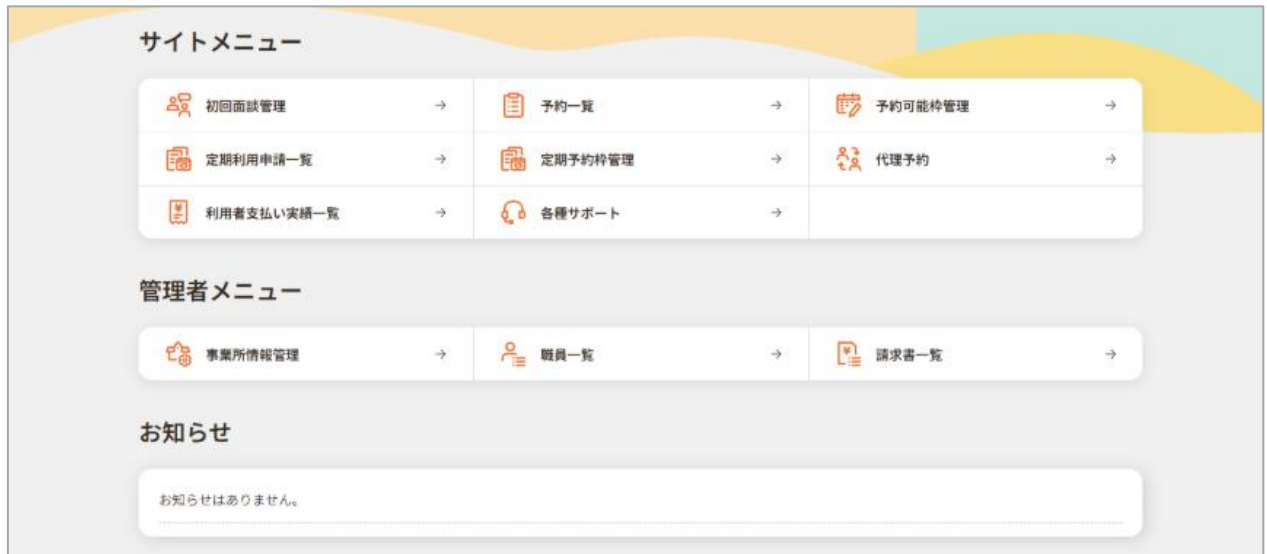 サイトメニュー
初回面談管理 → 予約一覧 → 予約可能枠管理 →
定期利用申請一覧 → 定期予約枠管理 → 代理予約 →
利用者支払い実績一覧 → 各種サポート →
管理者メニュー
事業所情報管理 → 職員一覧 → 請求書一覧 →
お知らせ
お知らせはありません。